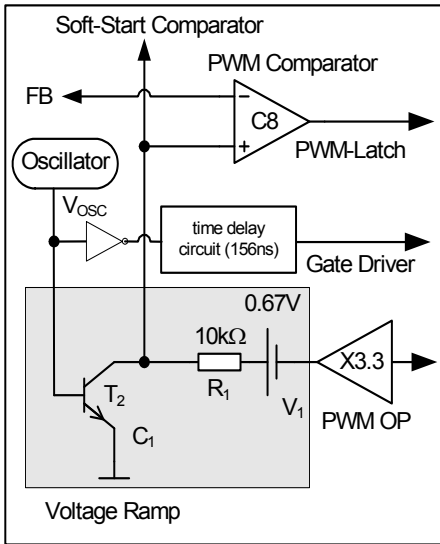 Soft-Start Comparator
PWM Comparator
FB
−
C8
+
PWM-Latch
Oscillator
VOSC
time delay
circuit (156ns)
Gate Driver
0.67V
10kΩ
X3.3
T2
R1
V1
PWM OP
C1
Voltage Ramp